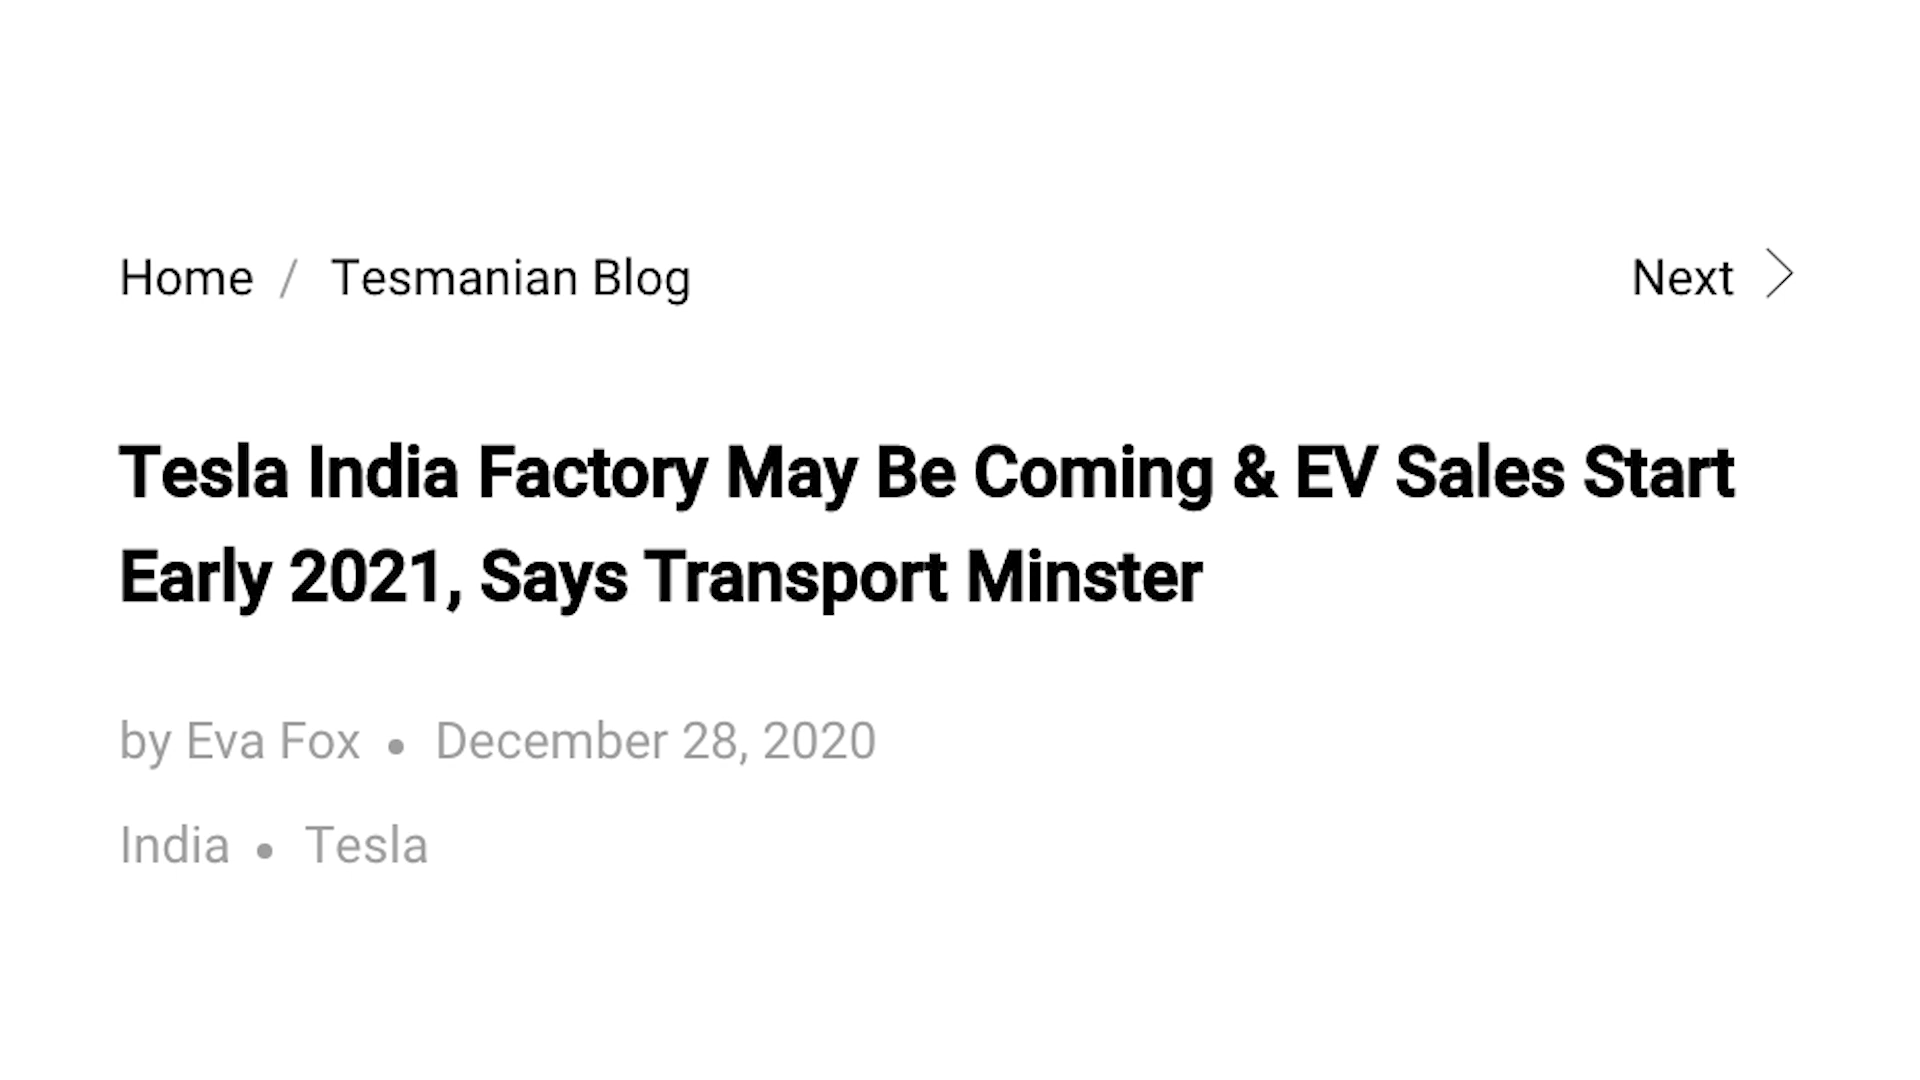 Home / Tesmanian Blog
Next >
Tesla India Factory May Be Coming & EV Sales Start
Early 2021, Says Transport Minster
by Eva Fox • December 28, 2020
India • Tesla